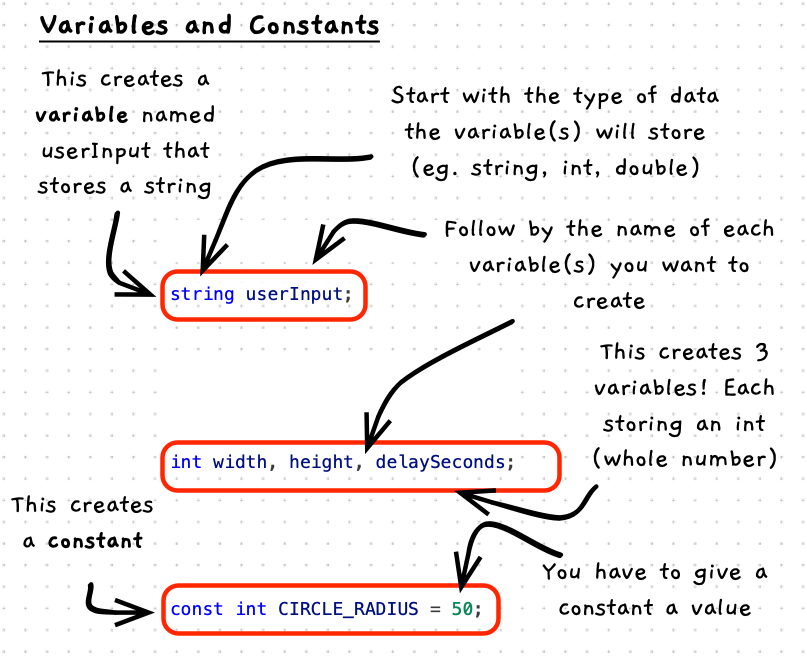 Variables and Constants
This creates a
variable named
userInput that
stores a string
Start with the type of data
the variable(s) will store
(eg. string, int, double)
Follow by the name of each
variable(s) you want to
create
string userInput;
This creates 3
variables! Each
storing an int
(whole number)
int width, height, delaySeconds;
This creates
a constant
You have to give a
constant a value
const int CIRCLE_RADIUS = 50;